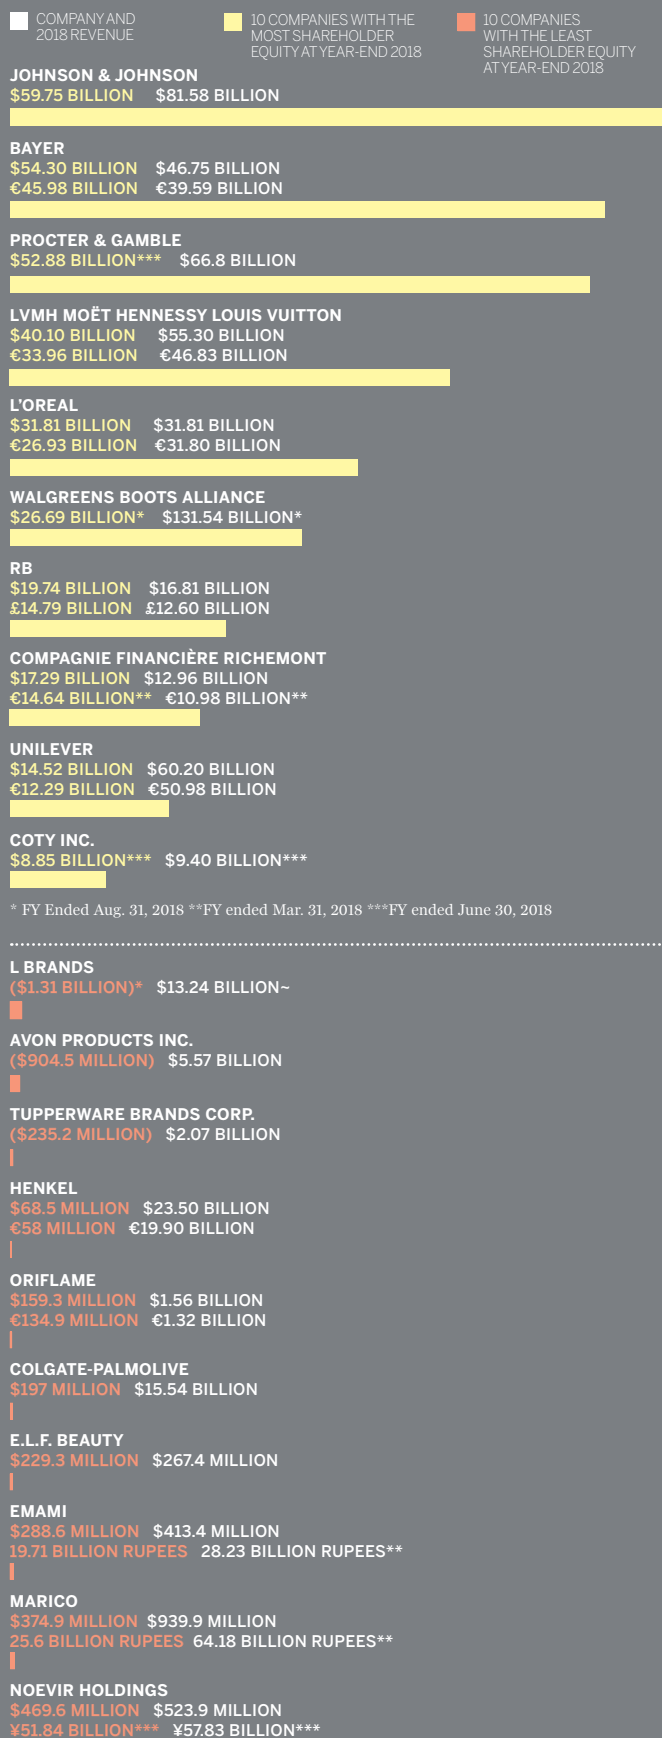 COMPANY AND
2018 REVENUE
10 COMPANIES WITH THE
MOST SHAREHOLDER
EQUITY AT YEAR-END 2018
10 COMPANIES
WITH THE LEAST
SHAREHOLDER EQUITY
AT YEAR-END 2018
JOHNSON & JOHNSON
$59.75 BILLION $81.58 BILLION
BAYER
$54.30 BILLION $46.75 BILLION
€45.98 BILLION €39.59 BILLION
PROCTER & GAMBLE
$52.88 BILLION*** $66.8 BILLION
LVMH MOËT HENNESSY LOUIS VUITTON
$40.10 BILLION $55.30 BILLION
€33.96 BILLION €46.83 BILLION
L'OREAL
$31.81 BILLION $31.81 BILLION
€26.93 BILLION €31.80 BILLION
WALGREENS BOOTS ALLIANCE
$26.69 BILLION* $131.54 BILLION*
RB
$19.74 BILLION $16.81 BILLION
£14.79 BILLION £12.60 BILLION
COMPAGNIE FINANCIÈRE RICHEMONT
$17.29 BILLION $12.96 BILLION
€14.64 BILLION** €10.98 BILLION**
UNILEVER
$14.52 BILLION $60.20 BILLION
€12.29 BILLION €50.98 BILLION
COTY INC.
$8.85 BILLION*** $9.40 BILLION***
* FY Ended Aug. 31, 2018 **FY ended Mar. 31, 2018 ***FY ended June 30, 2018
L BRANDS
($1.31 BILLION)* $13.24 BILLION~
AVON PRODUCTS INC.
($904.5 MILLION) $5.57 BILLION
TUPPERWARE BRANDS CORP.
($235.2 MILLION) $2.07 BILLION
HENKEL
$68.5 MILLION $23.50 BILLION
€58 MILLION €19.90 BILLION
ORIFLAME
$159.3 MILLION $1.56 BILLION
€134.9 MILLION €1.32 BILLION
COLGATE-PALMOLIVE
$197 MILLION $15.54 BILLION
E.L.F. BEAUTY
$229.3 MILLION $267.4 MILLION
EMAMI
$288.6 MILLION $413.4 MILLION
19.71 BILLION RUPEES 28.23 BILLION RUPEES**
MARICO
$374.9 MILLION $939.9 MILLION
25.6 BILLION RUPEES 64.18 BILLION RUPEES**
NOEVIR HOLDINGS
$469.6 MILLION $523.9 MILLION
¥51.84 BILLION*** ¥57.83 BILLION***